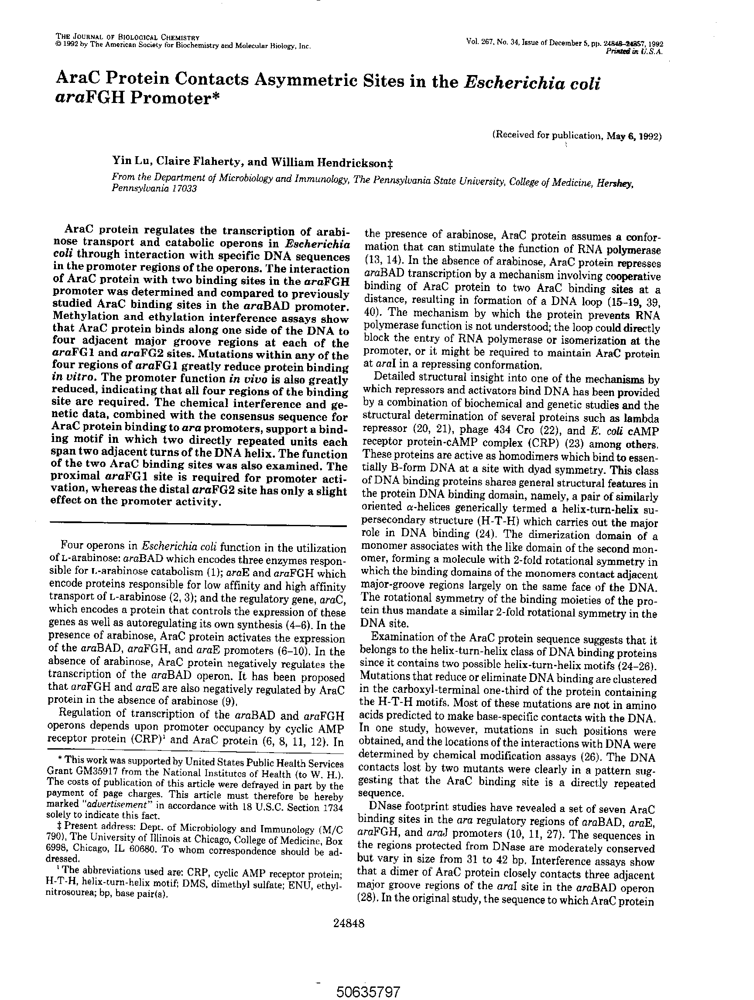 THE JOURNAL OF BIOLOGICAL CHEMISTRY
© 1992 by The American Society for Biochemistry and Molecular Biology, Inc.
Vol. 267, No. 34, Issue of December 5, pp. 24848-24857, 1992
Printed in U.S.A.
AraC Protein Contacts Asymmetric Sites in the Escherichia coli
araFGH Promoter*
(Received for publication, May 6, 1992)
Yin Lu, Claire Flaherty, and William Hendrickson‡
From the Department of Microbiology and Immunology, The Pennsylvania State University, College of Medicine, Hershey,
Pennsylvania 17033
AraC protein regulates the transcription of arabi-
nose transport and catabolic operons in Escherichia
coli through interaction with specific DNA sequences
in the promoter regions of the operons. The interaction
of AraC protein with two binding sites in the araFGH
promoter was determined and compared to previously
studied AraC binding sites in the araBAD promoter.
Methylation and ethylation interference assays show
that AraC protein binds along one side of the DNA to
four adjacent major groove regions at each of the
araFG1 and araFG2 sites. Mutations within any of the
four regions of araFG1 greatly reduce protein binding
in vitro. The promoter function in vivo is also greatly
reduced, indicating that all four regions of the binding
site are required. The chemical interference and ge-
netic data, combined with the consensus sequence for
AraC protein binding to ara promoters, support a bind-
ing motif in which two directly repeated units each
span two adjacent turns of the DNA helix. The function
of the two AraC binding sites was also examined. The
proximal araFG1 site is required for promoter acti-
vation, whereas the distal araFG2 site has only a slight
effect on the promoter activity.
Four operons in Escherichia coli function in the utilization
of L-arabinose: araBAD which encodes three enzymes respon-
sible for L-arabinose catabolism (1); araE and araFGH which
encode proteins responsible for low affinity and high affinity
transport of L-arabinose (2, 3); and the regulatory gene, araC,
which encodes a protein that controls the expression of these
genes as well as autoregulating its own synthesis (4-6). In the
presence of arabinose, AraC protein activates the expression
of the araBAD, araFGH, and araE promoters (6-10). In the
absence of arabinose, AraC protein negatively regulates the
transcription of the araBAD operon. It has been proposed
that araFGH and araE are also negatively regulated by AraC
protein in the absence of arabinose (9).
Regulation of transcription of the araBAD and araFGH
operons depends upon promoter occupancy by cyclic AMP
receptor protein (CRP)¹ and AraC protein (6, 8, 11, 12). In
* This work was supported by United States Public Health Services
Grant GM35917 from the National Institutes of Health (to W. H.).
The costs of publication of this article were defrayed in part by the
payment of page charges. This article must therefore be hereby
marked "advertisement" in accordance with 18 U.S.C. Section 1734
solely to indicate this fact.
‡ Present address: Dept. of Microbiology and Immunology (M/C
790), The University of Illinois at Chicago, College of Medicine, Box
6998, Chicago, IL 60680. To whom correspondence should be ad-
dressed.
¹ The abbreviations used are: CRP, cyclic AMP receptor protein;
H-T-H, helix-turn-helix motif; DMS, dimethyl sulfate; ENU, ethyl-
nitrosourea; bp, base pair(s).
the presence of arabinose, AraC protein assumes a confor-
mation that can stimulate the function of RNA polymerase
(13, 14). In the absence of arabinose, AraC protein represses
araBAD transcription by a mechanism involving cooperative
binding of AraC protein to two AraC binding sites at a
distance, resulting in formation of a DNA loop (15-19, 39,
40). The mechanism by which the protein prevents RNA
polymerase function is not understood; the loop could directly
block the entry of RNA polymerase or isomerization at the
promoter, or it might be required to maintain AraC protein
at araI in a repressing conformation.
Detailed structural insight into one of the mechanisms by
which repressors and activators bind DNA has been provided
by a combination of biochemical and genetic studies and the
structural determination of several proteins such as lambda
repressor (20, 21), phage 434 Cro (22), and E. coli cAMP
receptor protein-cAMP complex (CRP) (23) among others.
These proteins are active as homodimers which bind to essen-
tially B-form DNA at a site with dyad symmetry. This class
of DNA binding proteins shares general structural features in
the protein DNA binding domain, namely, a pair of similarly
oriented α-helices generically termed a helix-turn-helix su-
persecondary structure (H-T-H) which carries out the major
role in DNA binding (24). The dimerization domain of a
monomer associates with the like domain of the second mon-
omer, forming a molecule with 2-fold rotational symmetry in
which the binding domains of the monomers contact adjacent
major-groove regions largely on the same face of the DNA.
The rotational symmetry of the binding moieties of the pro-
tein thus mandate a similar 2-fold rotational symmetry in the
DNA site.
Examination of the AraC protein sequence suggests that it
belongs to the helix-turn-helix class of DNA binding proteins
since it contains two possible helix-turn-helix motifs (24-26).
Mutations that reduce or eliminate DNA binding are clustered
in the carboxyl-terminal one-third of the protein containing
the H-T-H motifs. Most of these mutations are not in amino
acids predicted to make base-specific contacts with the DNA.
In one study, however, mutations in such positions were
obtained, and the locations of the interactions with DNA were
determined by chemical modification assays (26). The DNA
contacts lost by two mutants were clearly in a pattern sug-
gesting that the AraC binding site is a directly repeated
sequence.
DNase footprint studies have revealed a set of seven AraC
binding sites in the ara regulatory regions of araBAD, araE,
araFGH, and araJ promoters (10, 11, 27). The sequences in
the regions protected from DNase are moderately conserved
but vary in size from 31 to 42 bp. Interference assays show
that a dimer of AraC protein closely contacts three adjacent
major groove regions of the araI site in the araBAD operon
(28). In the original study, the sequence to which AraC protein
24848
50635797